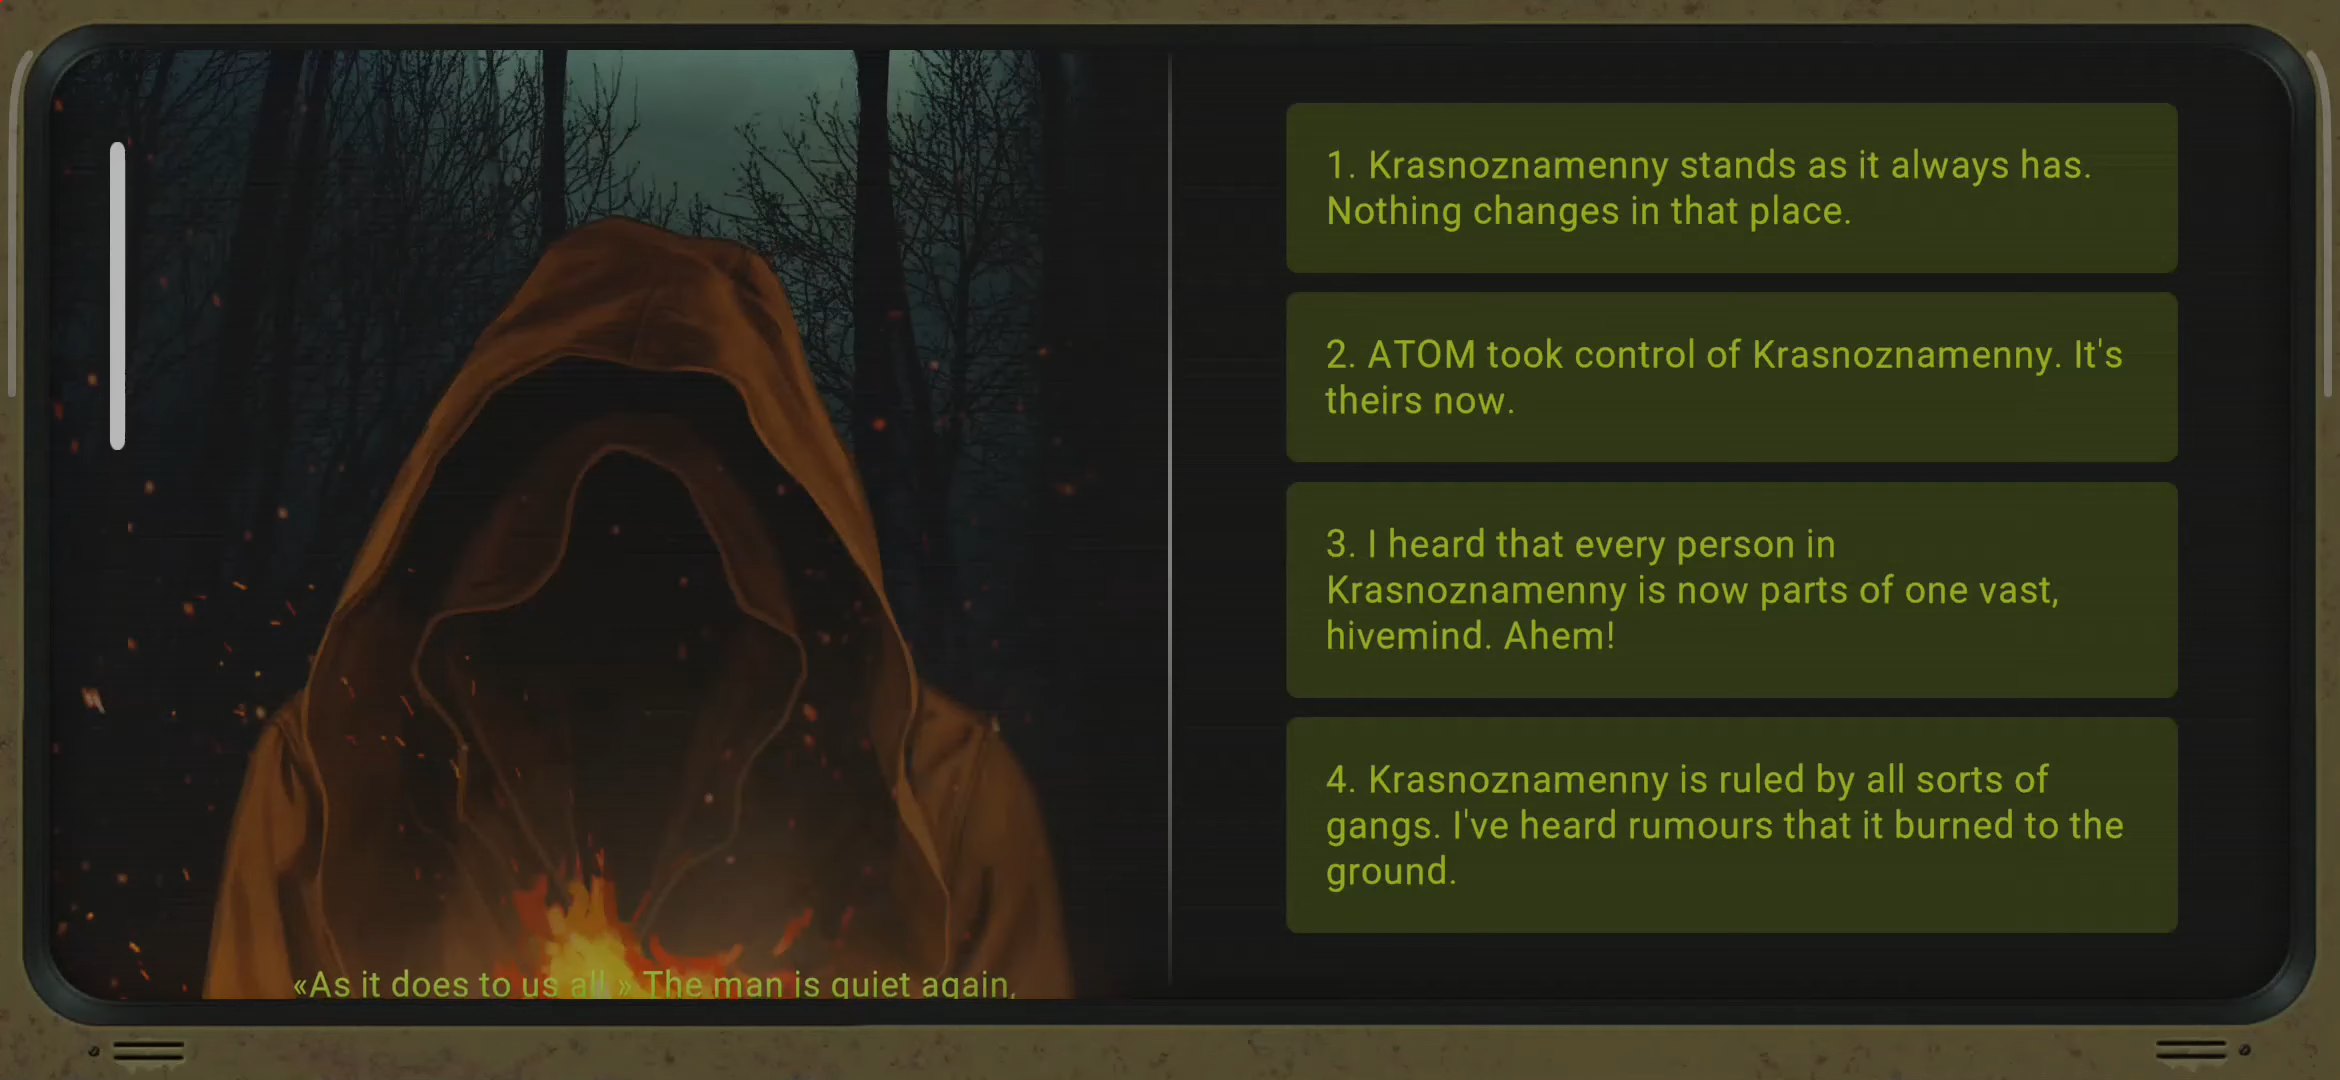 «As it does to us all.» The man is quiet again,
1. Krasnoznamenny stands as it always has.
Nothing changes in that place.
2. ATOM took control of Krasnoznamenny. It's
theirs now.
3. I heard that every person in
Krasnoznamenny is now parts of one vast,
hivemind. Ahem!
4. Krasnoznamenny is ruled by all sorts of
gangs. I've heard rumours that it burned to the
ground.